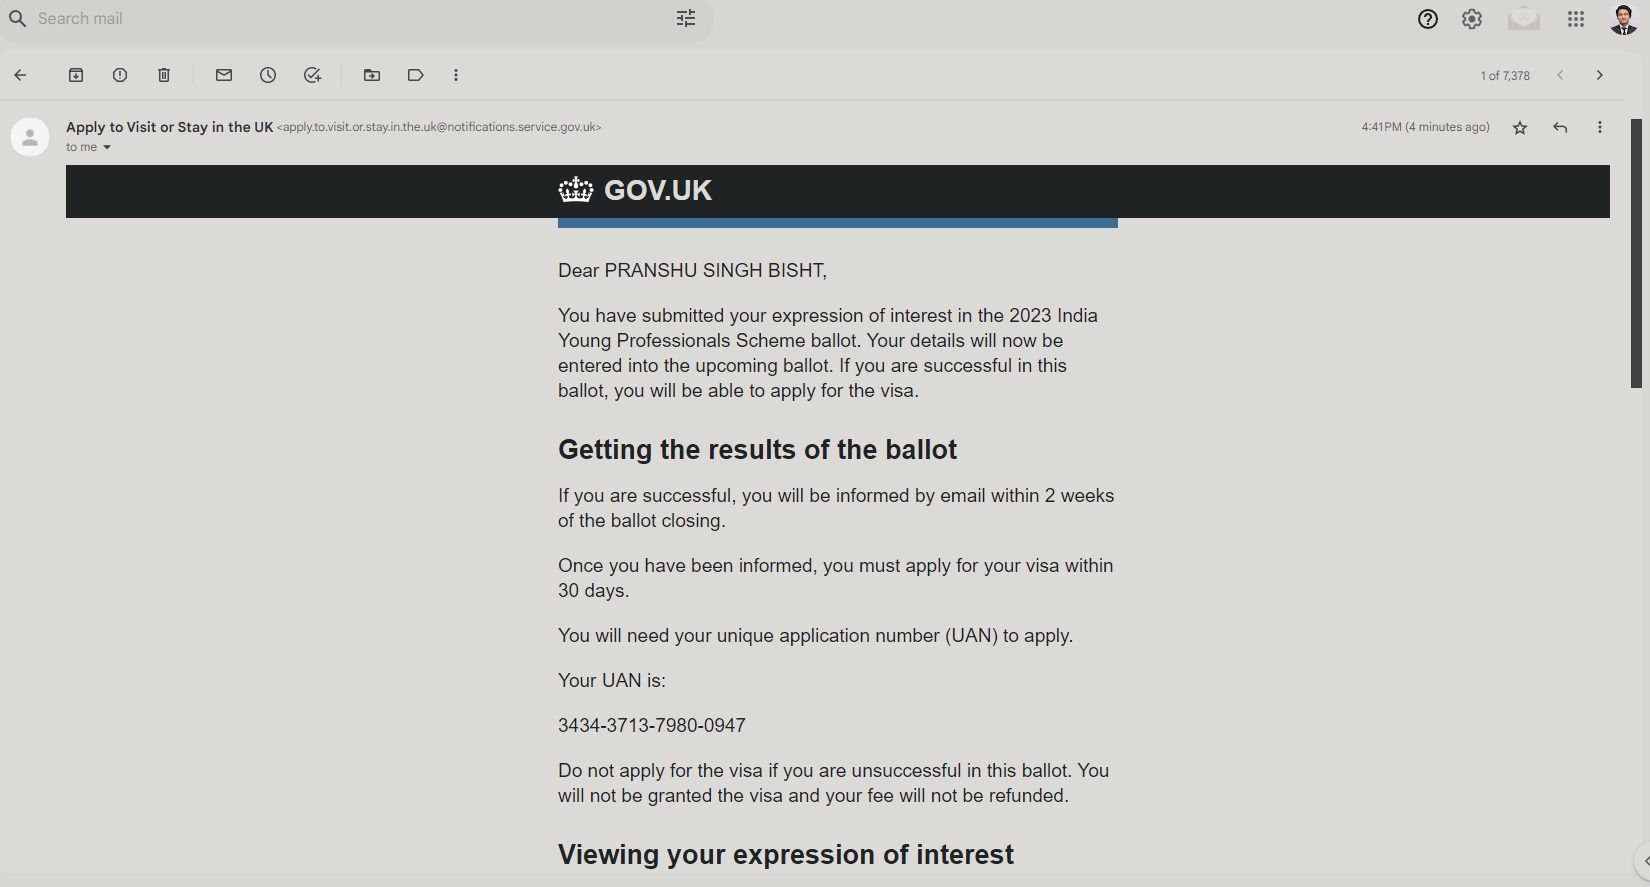 Search mail
1 of 7,378
Apply to Visit or Stay in the UK <apply.to.visit.or.stay.in.the.uk@notifications.service.gov.uk>
4:41 PM (4 minutes ago)
to me
GOV.UK
Dear PRANSHU SINGH BISHT,
You have submitted your expression of interest in the 2023 India
Young Professionals Scheme ballot. Your details will now be
entered into the upcoming ballot. If you are successful in this
ballot, you will be able to apply for the visa.
Getting the results of the ballot
If you are successful, you will be informed by email within 2 weeks
of the ballot closing.
Once you have been informed, you must apply for your visa within
30 days.
You will need your unique application number (UAN) to apply.
Your UAN is:
3434-3713-7980-0947
Do not apply for the visa if you are unsuccessful in this ballot. You
will not be granted the visa and your fee will not be refunded.
Viewing your expression of interest